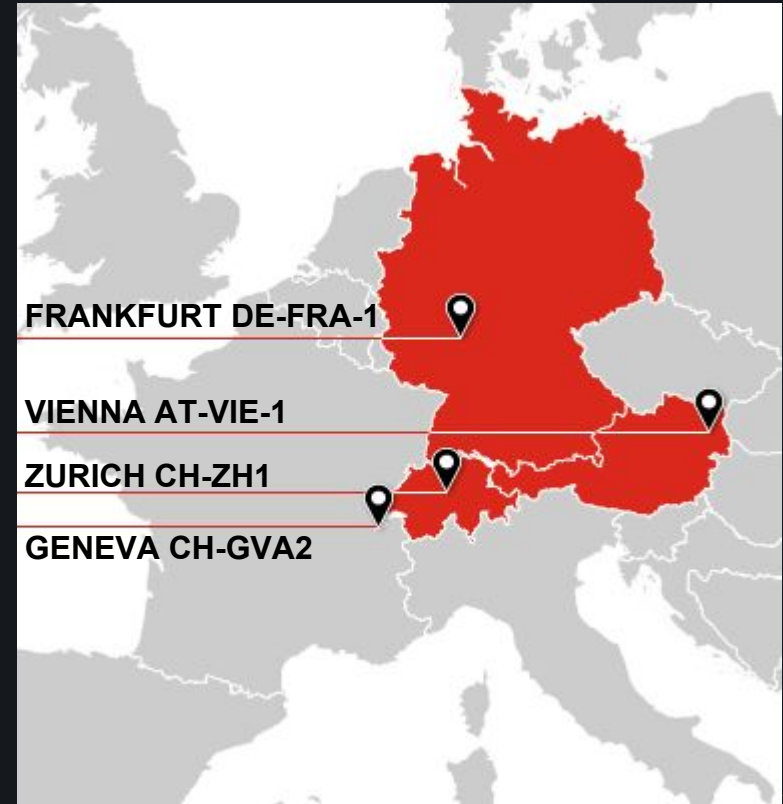 FRANKFURT DE-FRA-1
VIENNA AT-VIE-1
ZURICH CH-ZH1
GENEVA CH-GVA2